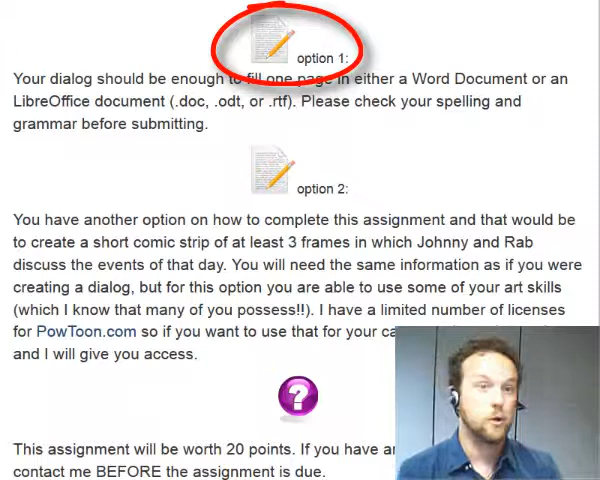 option 1:
Your dialog should be enough to fill one page in either a Word Document or an
LibreOffice document (.doc, .odt, or .rtf). Please check your spelling and
grammar before submitting.
option 2:
You have another option on how to complete this assignment and that would be
to create a short comic strip of at least 3 frames in which Johnny and Rab
discuss the events of that day. You will need the same information as if you were
creating a dialog, but for this option you are able to use some of your art skills
(which I know that many of you possess!!). I have a limited number of licenses
for PowToon.com so if you want to use that for your
and I will give you access.
?
This assignment will be worth 20 points. If you have
contact me BEFORE the assignment is due.